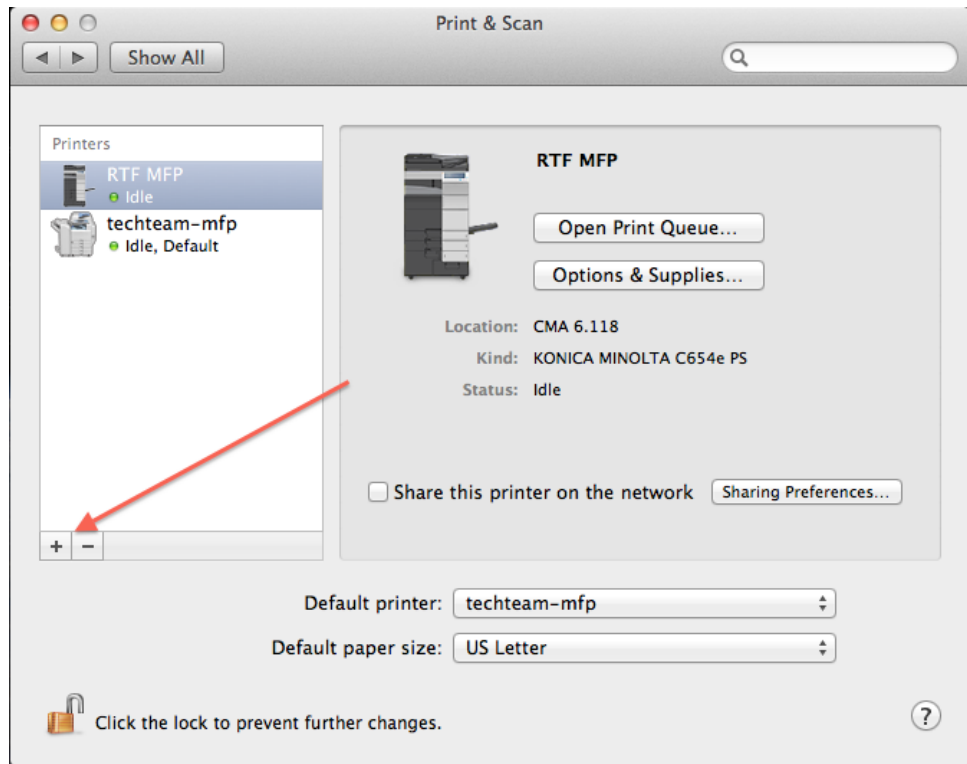 Print & Scan
Show All
Printers
RTF MFP
Idle
techteam-mfp
Idle, Default
RTF MFP
Open Print Queue...
Options & Supplies...
Location: CMA 6.118
Kind: KONICA MINOLTA C654e PS
Status: Idle
Share this printer on the network Sharing Preferences...
+ −
Default printer: techteam-mfp
Default paper size: US Letter
Click the lock to prevent further changes. ?